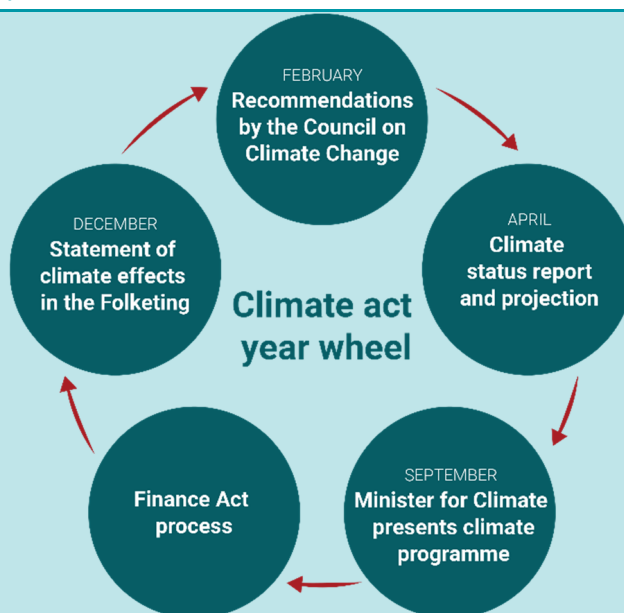 FEBRUARY
Recommendations
by the Council on
Climate Change
APRIL
Climate
status report
and projection
SEPTEMBER
Minister for Climate
presents climate
programme
Finance Act
process
DECEMBER
Statement of
climate effects
in the Folketing
Climate act
year wheel